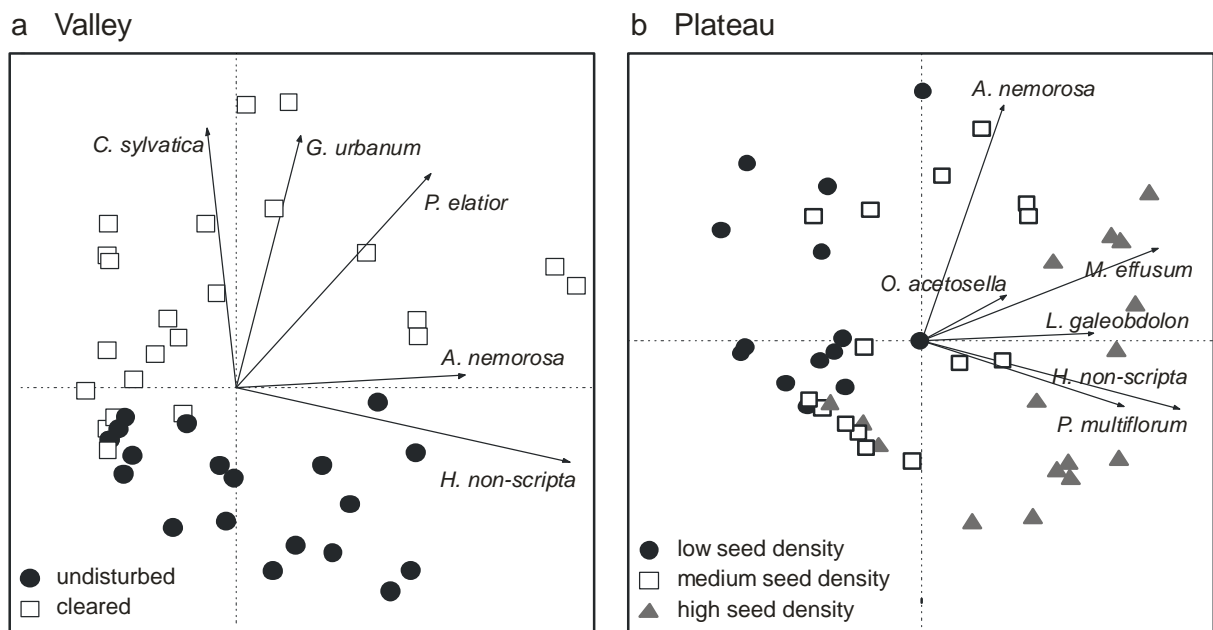 a Valley
C. sylvatica
G. urbanum
P. elatior
A. nemorosa
H. non-scripta
undisturbed
cleared
b Plateau
A. nemorosa
O. acetosella
M. effusum
L. galeobdolon
H. non-scripta
P. multiflorum
low seed density
medium seed density
high seed density